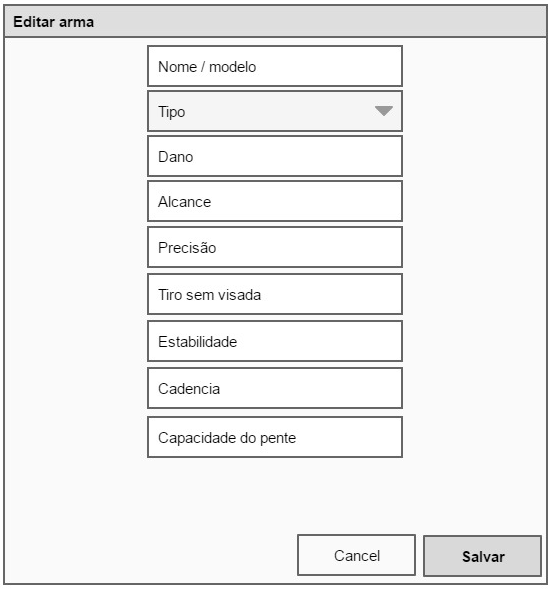 Editar arma
Nome / modelo
Tipo
Dano
Alcance
Precisão
Tiro sem visada
Estabilidade
Cadencia
Capacidade do pente
Cancel
Salvar